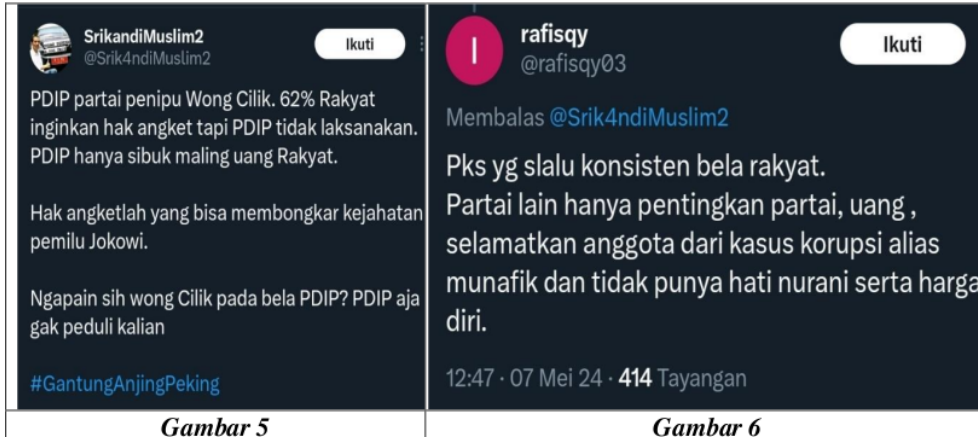 SrikandiMuslim2
@Srik4ndiMuslim2
Ikuti
PDIP partai penipu Wong Cilik. 62% Rakyat
inginkan hak angket tapi PDIP tidak laksanakan.
PDIP hanya sibuk maling uang Rakyat.
Hak angketlah yang bisa membongkar kejahatan
pemilu Jokowi.
Ngapain sih wong Cilik pada bela PDIP? PDIP aja
gak peduli kalian
#GantungAnjingPeking
Gambar 5
I
rafisqy
@rafisqy03
Ikuti
Membalas @Srik4ndiMuslim2
Pks yg slalu konsisten bela rakyat.
Partai lain hanya pentingkan partai, uang ,
selamatkan anggota dari kasus korupsi alias
munafik dan tidak punya hati nurani serta harga
diri.
12:47 · 07 Mei 24 · 414 Tayangan
Gambar 6